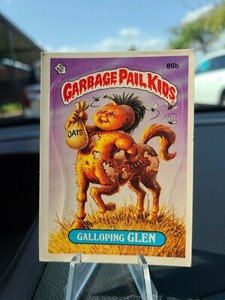 86b
GARBAGE PAIL KIDS
OATS
GALLOPING GLEN